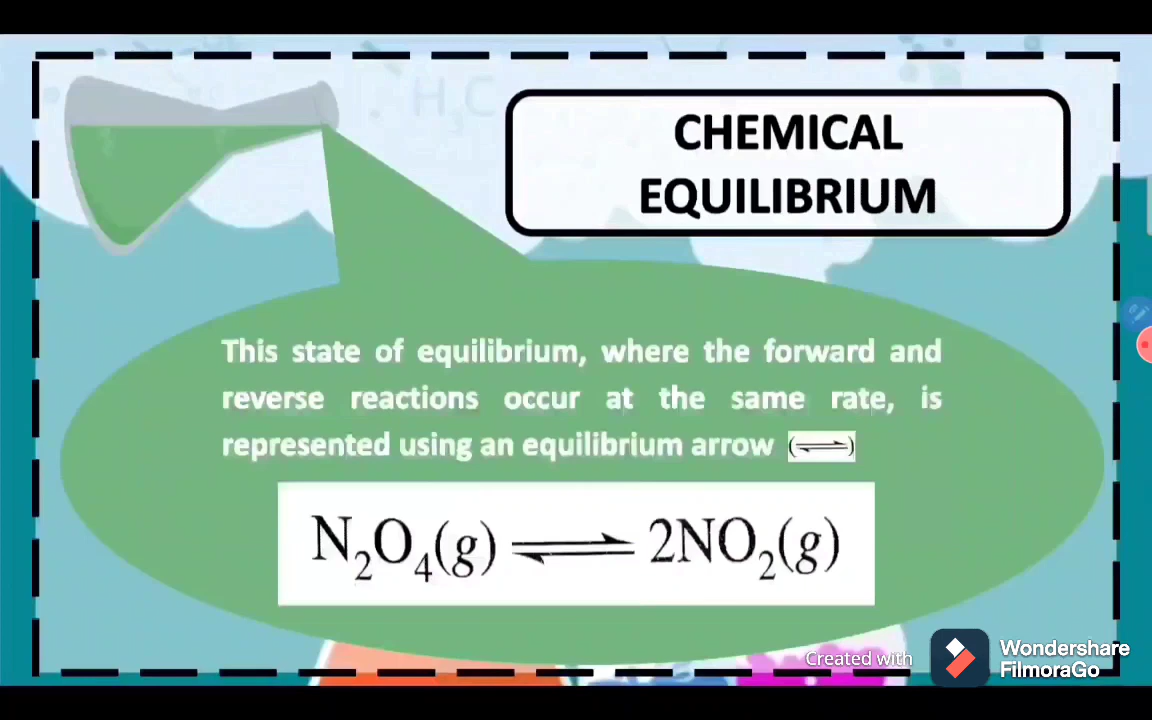 H₃C
CHEMICAL
EQUILIBRIUM
This state of equilibrium, where the forward and
reverse reactions occur at the same rate, is
represented using an equilibrium arrow (⇌)
N₂O₄(g) ⇌ 2NO₂(g)
Created with
Wondershare
FilmoraGo